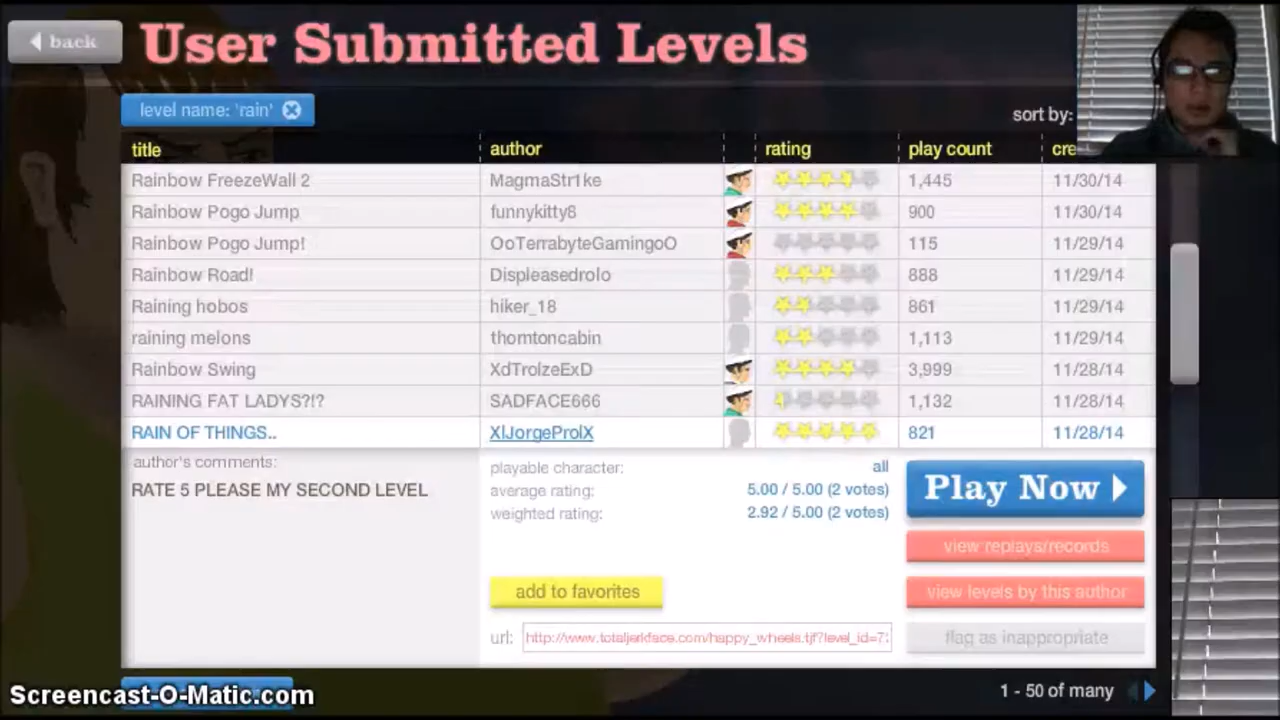 back
User Submitted Levels
level name: 'rain'
sort by:
title author rating play count cre
Rainbow FreezeWall 2 MagmaStr1ke 1,445 11/30/14
Rainbow Pogo Jump funnykitty8 900 11/30/14
Rainbow Pogo Jump! OoTerrabyteGamingoO 115 11/29/14
Rainbow Road! Displeasedrolo 888 11/29/14
Raining hobos hiker_18 861 11/29/14
raining melons thomtoncabin 1,113 11/29/14
Rainbow Swing XdTrolzeExD 3,999 11/28/14
RAINING FAT LADYS?!? SADFACE666 1,132 11/28/14
RAIN OF THINGS.. XlJorgeProlX 821 11/28/14
author's comments:
RATE 5 PLEASE MY SECOND LEVEL
playable character: all
average rating: 5.00 / 5.00 (2 votes)
weighted rating: 2.92 / 5.00 (2 votes)
Play Now
view replays/records
add to favorites
view levels by this author
url: http://www.totaljerkface.com/happy_wheels.tjf?level_id=7
flag as inappropriate
Screencast-O-Matic.com
1 - 50 of many